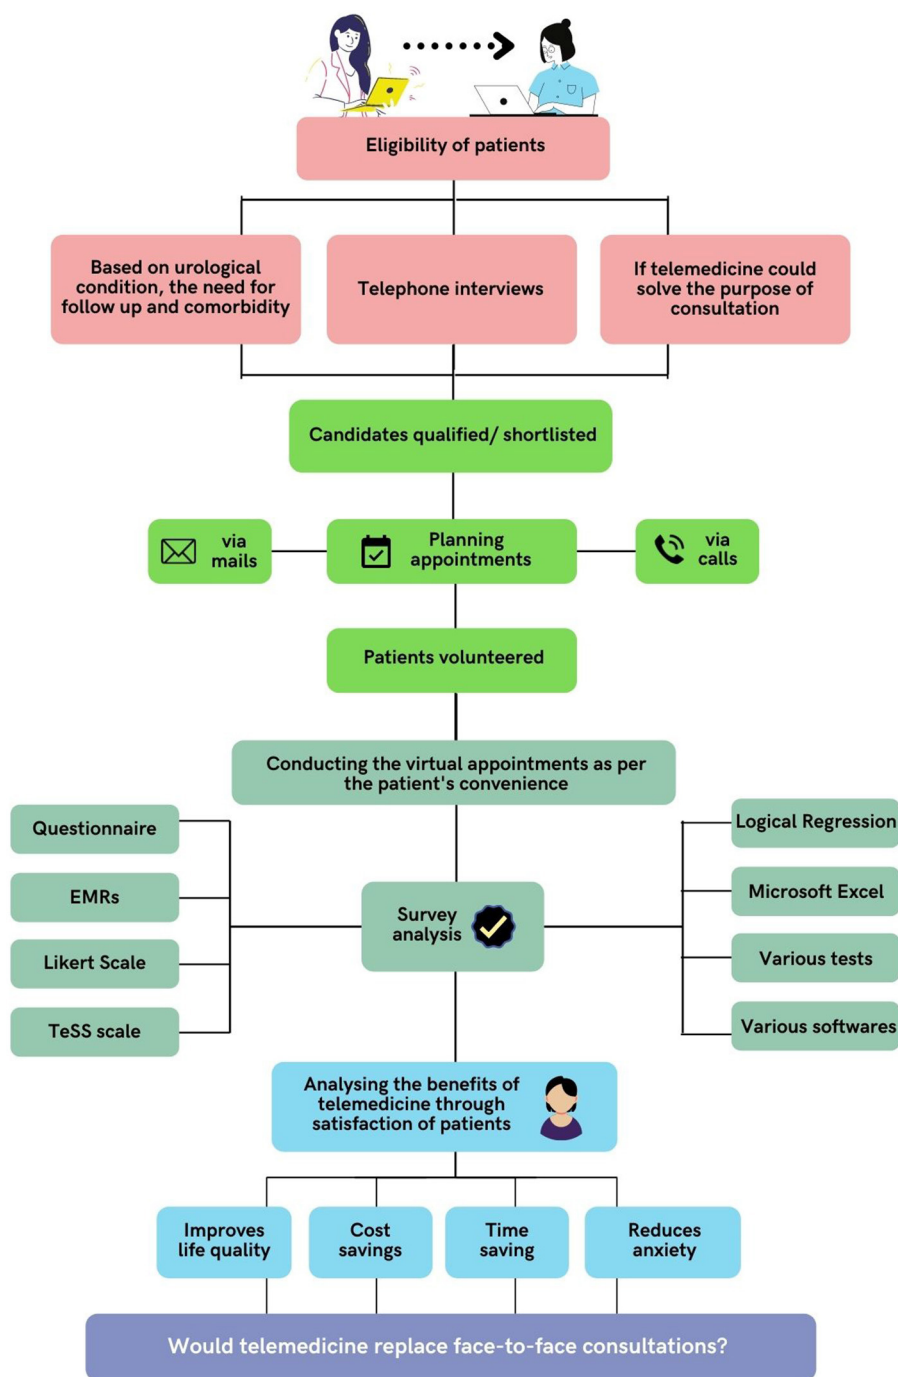 Eligibility of patients
Based on urological
condition, the need for
follow up and comorbidity
Telephone interviews
If telemedicine could
solve the purpose of
consultation
Candidates qualified/ shortlisted
via
mails
Planning
appointments
via
calls
Patients volunteered
Conducting the virtual appointments as per
the patient's convenience
Questionnaire
EMRs
Likert Scale
TeSS scale
Survey
analysis
Logical Regression
Microsoft Excel
Various tests
Various softwares
Analysing the benefits of
telemedicine through
satisfaction of patients
Improves
life quality
Cost
savings
Time
saving
Reduces
anxiety
Would telemedicine replace face-to-face consultations?